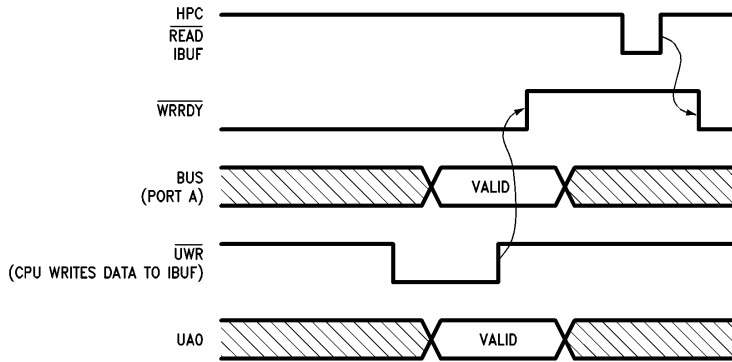 HPC
READ
IBUF
WRRDY
BUS
(PORT A)
VALID
UWR
(CPU WRITES DATA TO IBUF)
UA0
VALID